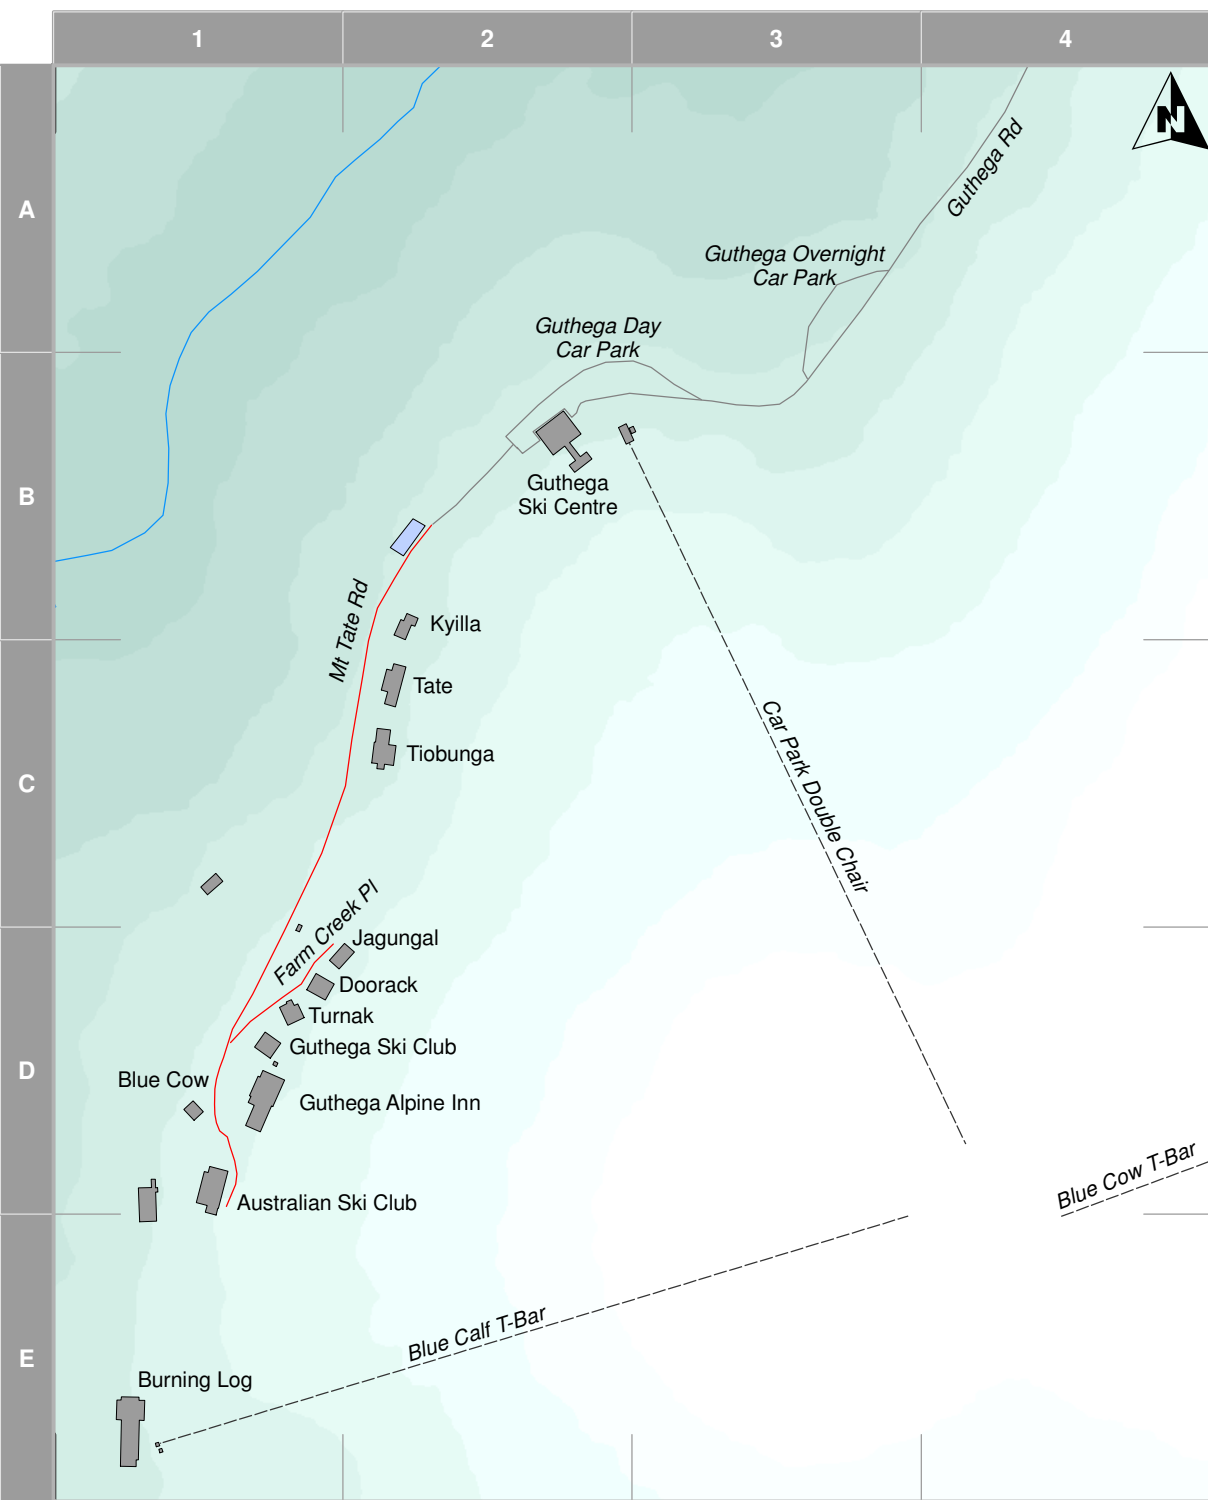 1
2
3
4
N
Guthega Rd
A
Guthega Overnight
Car Park
Guthega Day
Car Park
B
Guthega
Ski Centre
Mt Tate Rd
Kyilla
Tate
Car Park Double Chair
Tiobunga
C
Farm Creek Pl
Jagungal
Doorack
Turnak
Guthega Ski Club
D
Blue Cow
Guthega Alpine Inn
Blue Cow T-Bar
Australian Ski Club
Blue Calf T-Bar
E
Burning Log